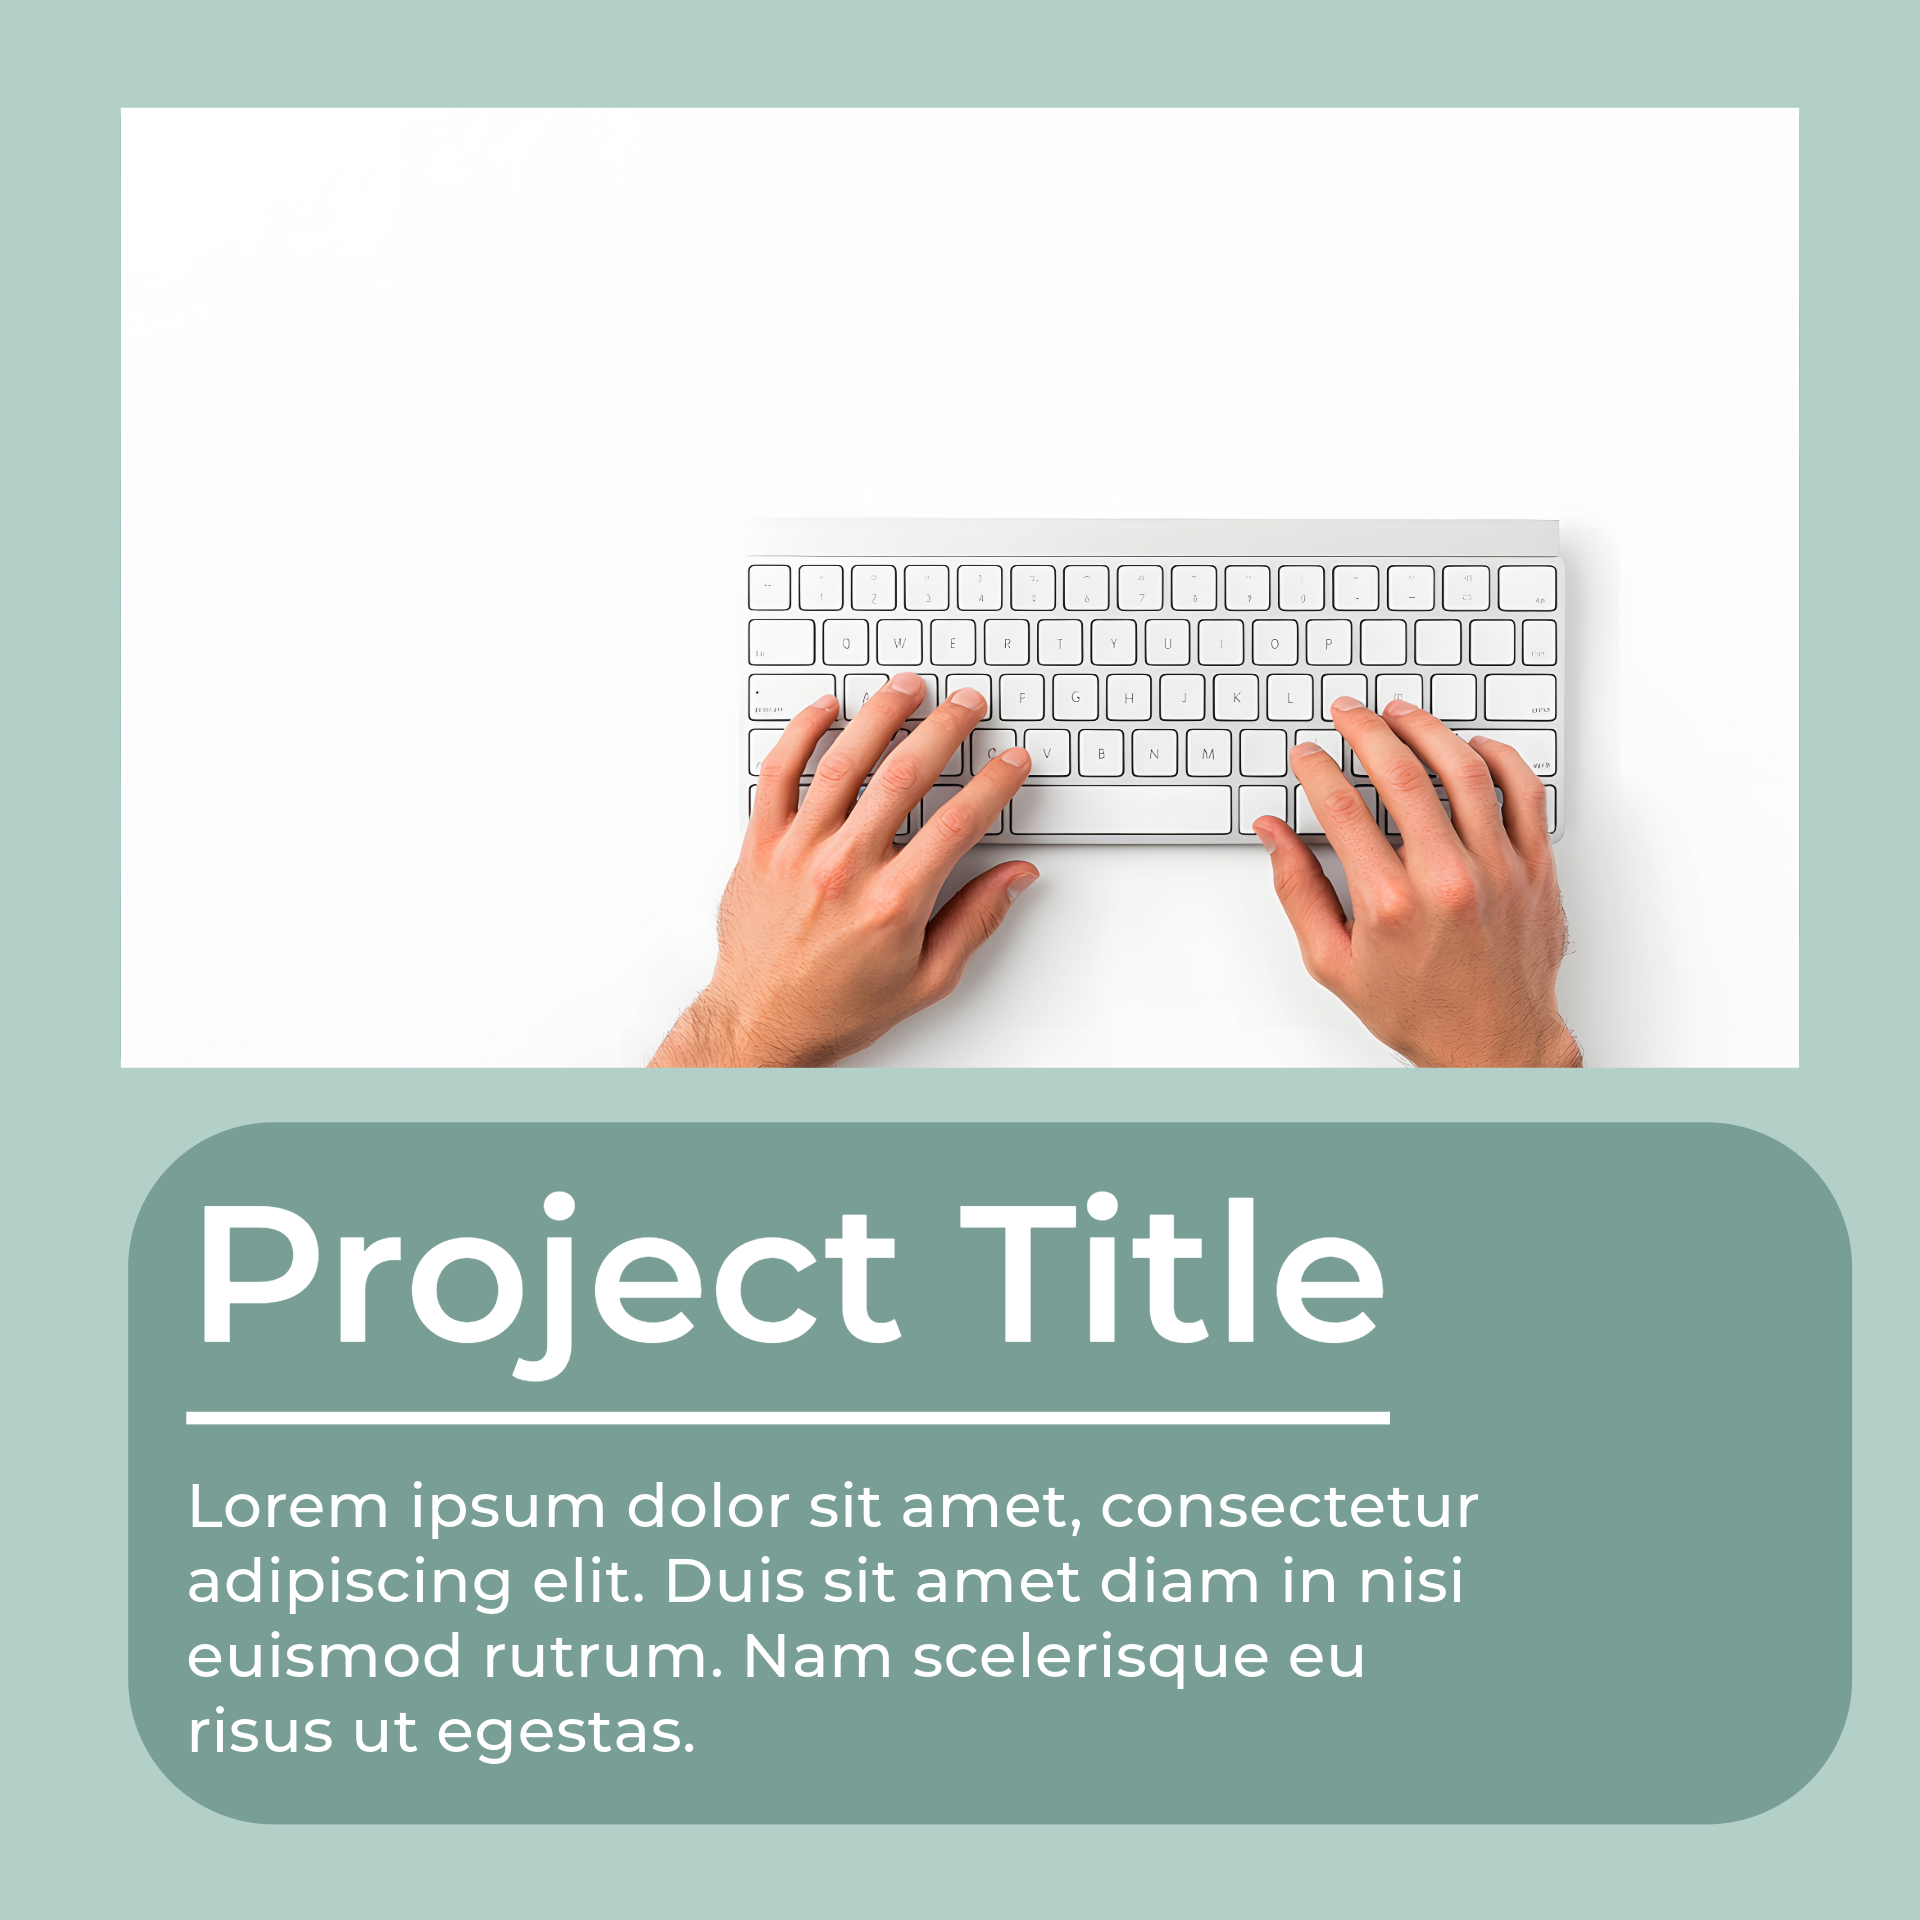 Q W E R T Y U I O P
A F G H J K L
C V B N M
Project Title
Lorem ipsum dolor sit amet, consectetur
adipiscing elit. Duis sit amet diam in nisi
euismod rutrum. Nam scelerisque eu
risus ut egestas.